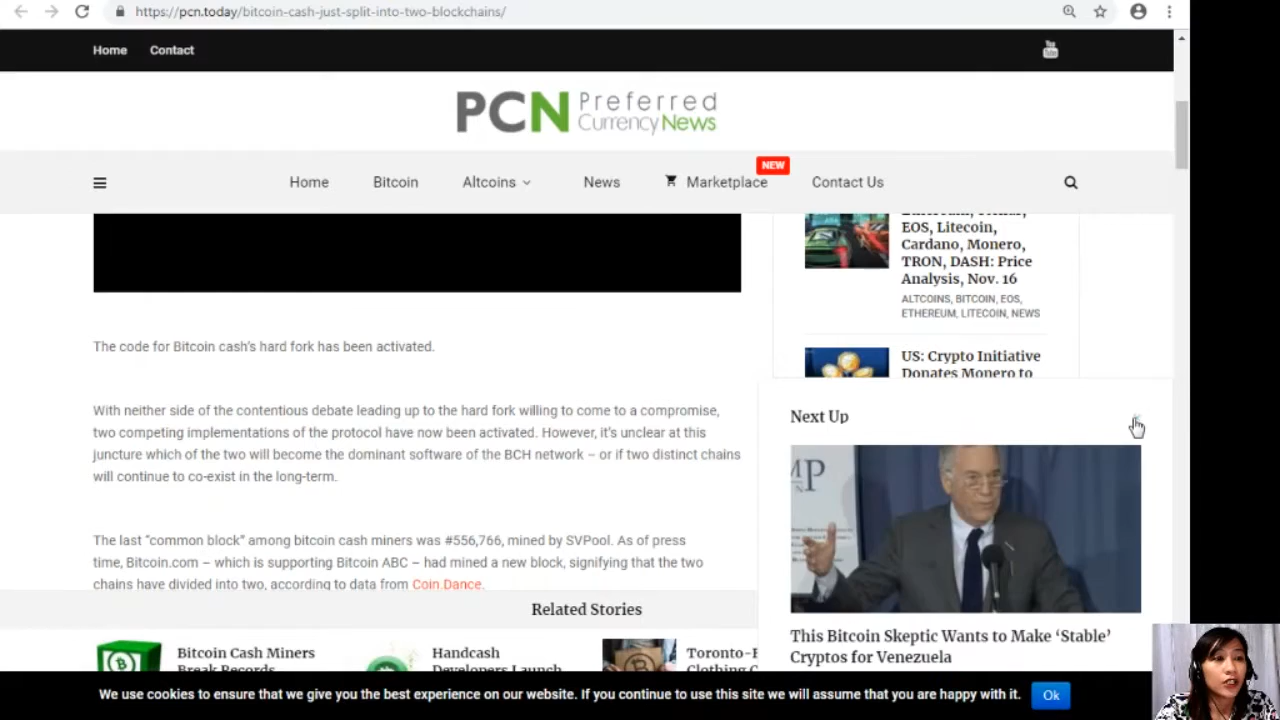 https://pcn.today/bitcoin-cash-just-split-into-two-blockchains/
Home Contact
You Tube
PCN Preferred
Currency News
NEW
Home Bitcoin Altcoins News Marketplace Contact Us
EOS, Litecoin,
Cardano, Monero,
TRON, DASH: Price
Analysis, Nov. 16
ALTCOINS, BITCOIN, EOS,
ETHEREUM, LITECOIN, NEWS
US: Crypto Initiative
Donates Monero to
The code for Bitcoin cash's hard fork has been activated.
With neither side of the contentious debate leading up to the hard fork willing to come to a compromise,
two competing implementations of the protocol have now been activated. However, it's unclear at this
juncture which of the two will become the dominant software of the BCH network – or if two distinct chains
will continue to co-exist in the long-term.
The last “common block” among bitcoin cash miners was #556,766, mined by SVPool. As of press
time, Bitcoin.com – which is supporting Bitcoin ABC – had mined a new block, signifying that the two
chains have divided into two, according to data from Coin.Dance.
Next Up
MP
This Bitcoin Skeptic Wants to Make ‘Stable’
Cryptos for Venezuela
Related Stories
Bitcoin Cash Miners
Break Records
Handcash
Developers Launch
We use cookies to ensure that we give you the best experience on our website. If you continue to use this site we will assume that you are happy with it. Ok